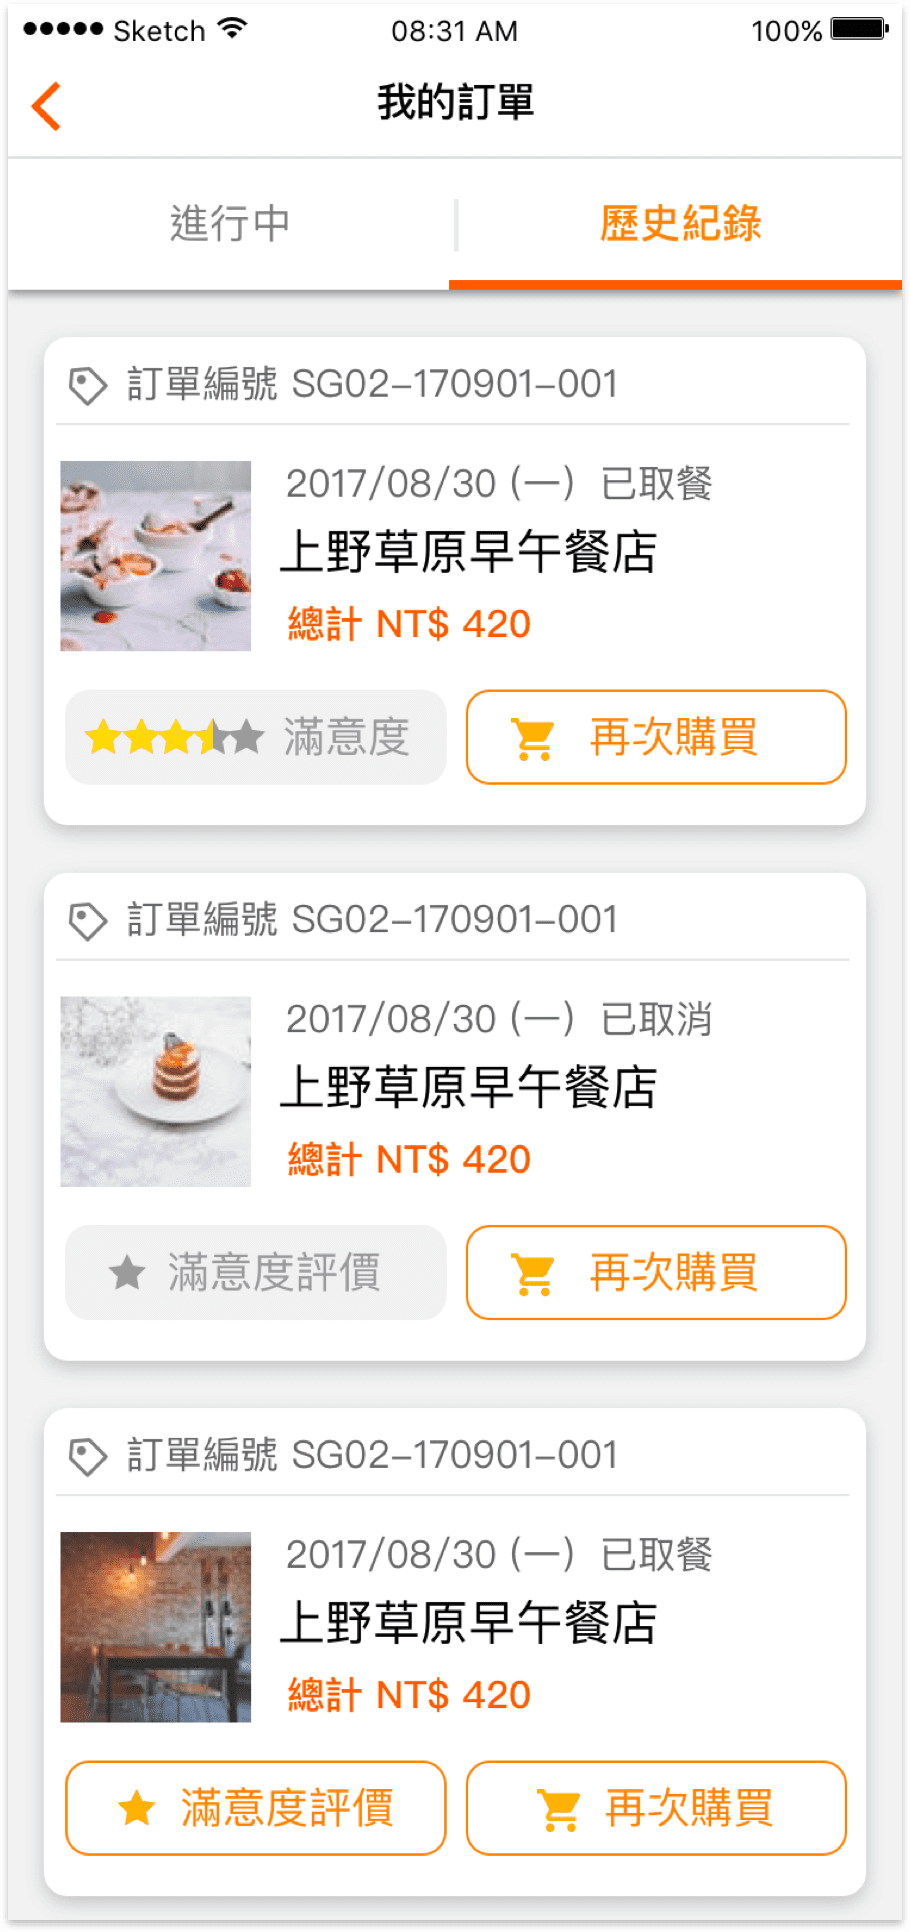 Sketch 08:31 AM 100%
我的訂單
進行中 歷史紀錄
訂單編號 SG02-170901-001
2017/08/30 (一) 已取餐
上野草原早午餐店
總計 NT$ 420
滿意度 再次購買
訂單編號 SG02-170901-001
2017/08/30 (一) 已取消
上野草原早午餐店
總計 NT$ 420
滿意度評價 再次購買
訂單編號 SG02-170901-001
2017/08/30 (一) 已取餐
上野草原早午餐店
總計 NT$ 420
滿意度評價 再次購買